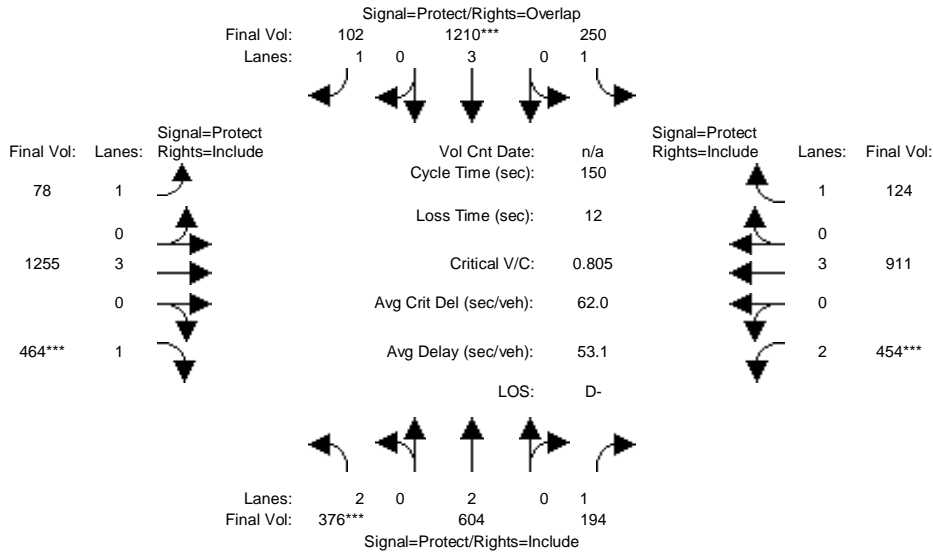 Signal=Protect/Rights=Overlap
Final Vol: 102 1210*** 250
Lanes: 1 0 3 0 1
Signal=Protect Signal=Protect
Final Vol: Lanes: Rights=Include Vol Cnt Date: n/a Rights=Include Lanes: Final Vol:
Cycle Time (sec): 150
78 1 1 124
Loss Time (sec): 12
0 0
1255 3 Critical V/C: 0.805 3 911
0 Avg Crit Del (sec/veh): 62.0 0
464*** 1 Avg Delay (sec/veh): 53.1 2 454***
LOS: D-
Lanes: 2 0 2 0 1
Final Vol: 376*** 604 194
Signal=Protect/Rights=Include